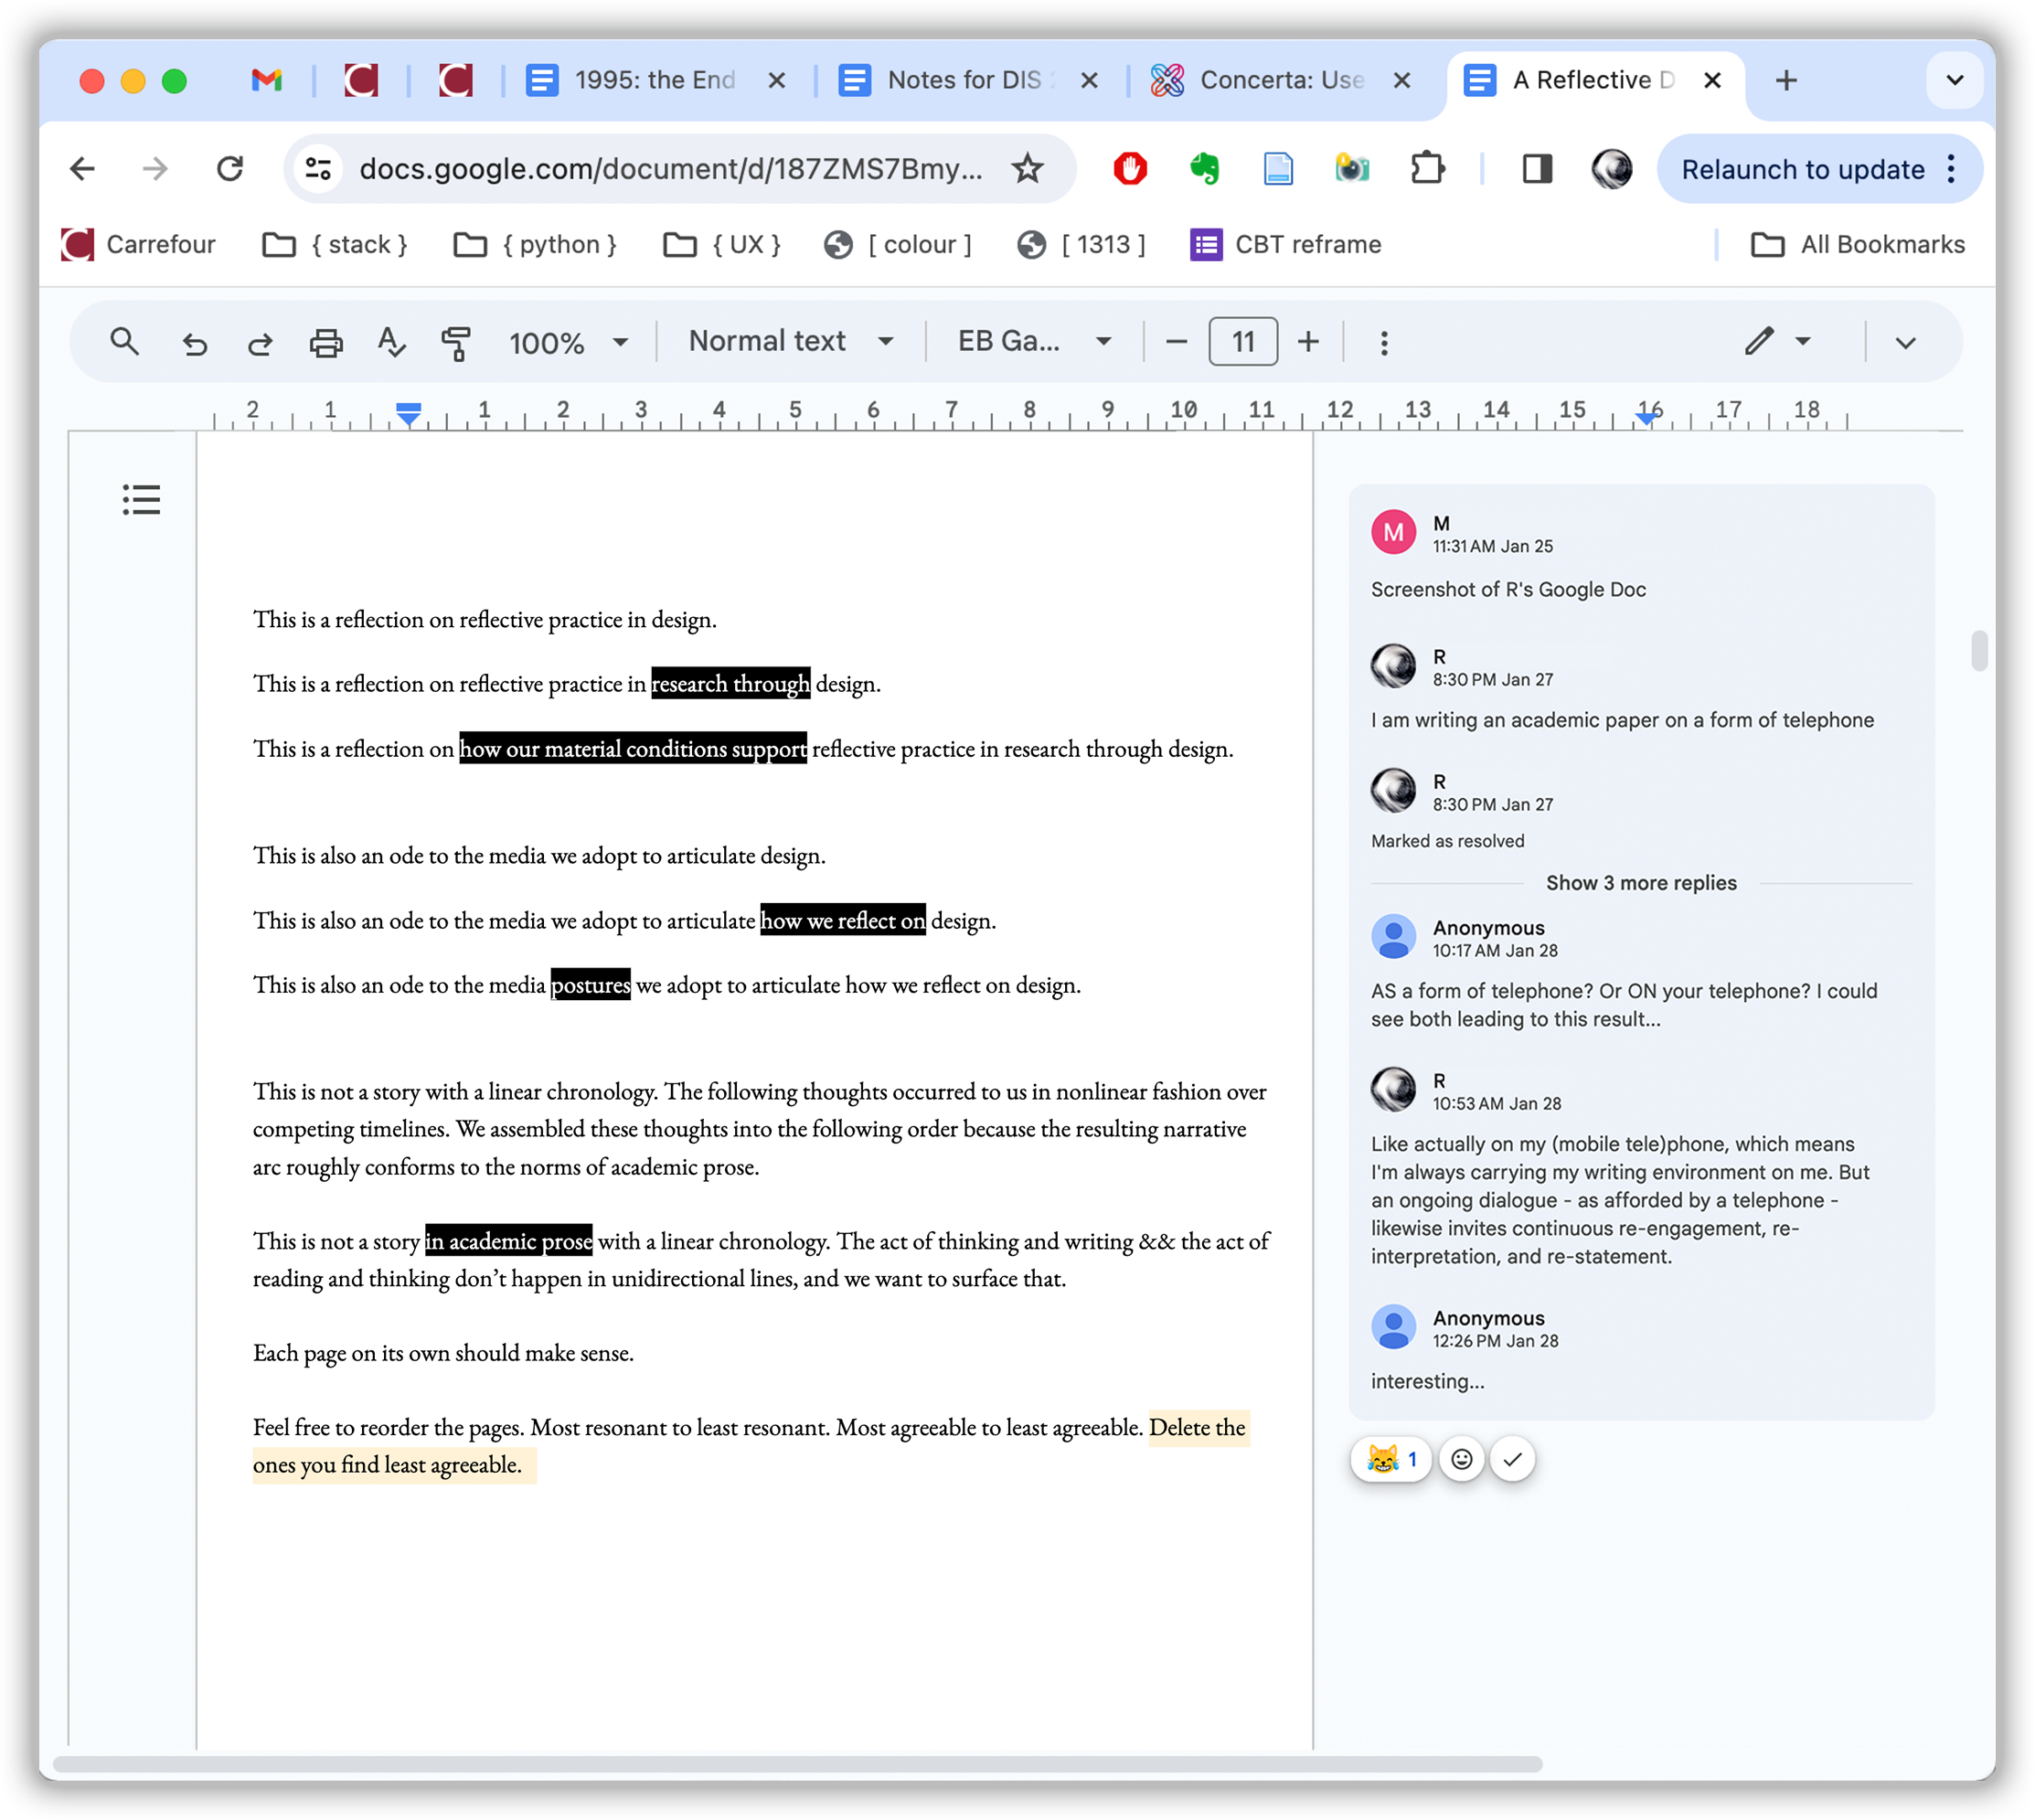 1995: the End
Notes for DIS
Concerta: Use
A Reflective D
docs.google.com/document/d/187ZMS7Bmy...
Relaunch to update
Carrefour
{ stack }
{ python }
{ UX }
[ colour ]
[ 1313 ]
CBT reframe
All Bookmarks
100%
Normal text
EB Ga...
11
2 1 1 2 3 4 5 6 7 8 9 10 11 12 13 14 15 16 17 18
This is a reflection on reflective practice in design.
This is a reflection on reflective practice in research through design.
This is a reflection on how our material conditions support reflective practice in research through design.
This is also an ode to the media we adopt to articulate design.
This is also an ode to the media we adopt to articulate how we reflect on design.
This is also an ode to the media postures we adopt to articulate how we reflect on design.
This is not a story with a linear chronology. The following thoughts occurred to us in nonlinear fashion over
competing timelines. We assembled these thoughts into the following order because the resulting narrative
arc roughly conforms to the norms of academic prose.
This is not a story in academic prose with a linear chronology. The act of thinking and writing && the act of
reading and thinking don’t happen in unidirectional lines, and we want to surface that.
Each page on its own should make sense.
Feel free to reorder the pages. Most resonant to least resonant. Most agreeable to least agreeable. Delete the
ones you find least agreeable.
M
M
11:31 AM Jan 25
Screenshot of R's Google Doc
R
8:30 PM Jan 27
I am writing an academic paper on a form of telephone
R
8:30 PM Jan 27
Marked as resolved
Show 3 more replies
Anonymous
10:17 AM Jan 28
AS a form of telephone? Or ON your telephone? I could
see both leading to this result...
R
10:53 AM Jan 28
Like actually on my (mobile tele)phone, which means
I'm always carrying my writing environment on me. But
an ongoing dialogue - as afforded by a telephone -
likewise invites continuous re-engagement, re-
interpretation, and re-statement.
Anonymous
12:26 PM Jan 28
interesting...
1